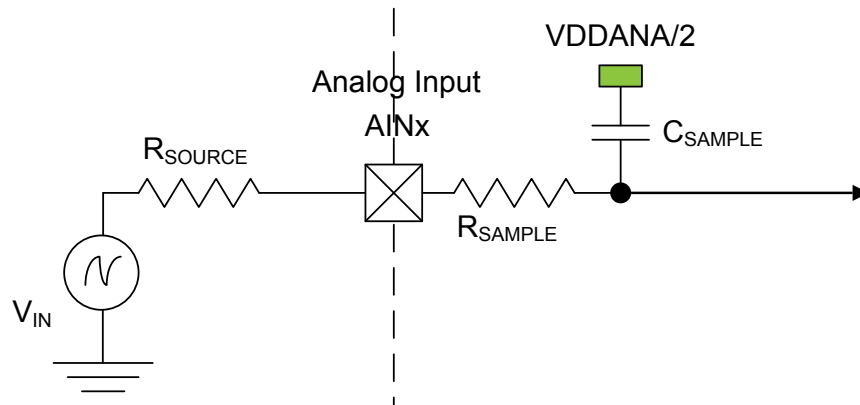 VDDANA/2
Analog Input
AINx
CSAMPLE
RSOURCE
RSAMPLE
VIN